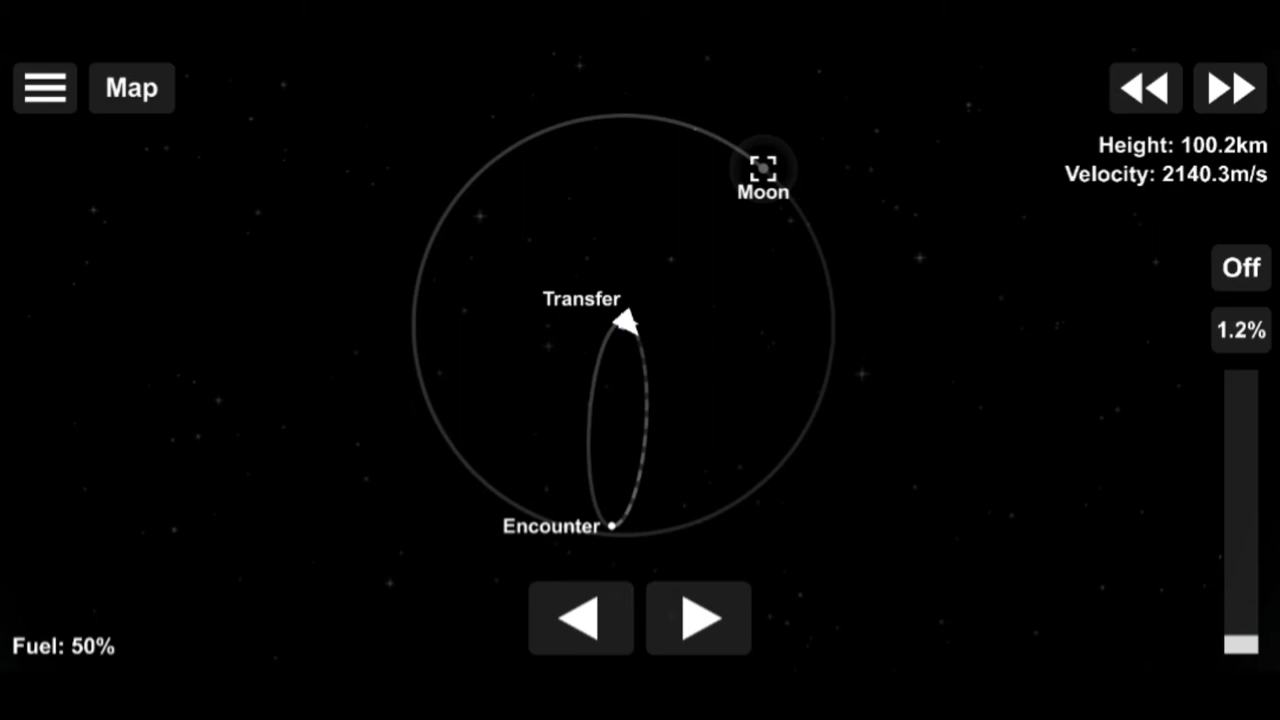 Map
Height: 100.2km
Velocity: 2140.3m/s
Moon
Off
Transfer
1.2%
Encounter
Fuel: 50%